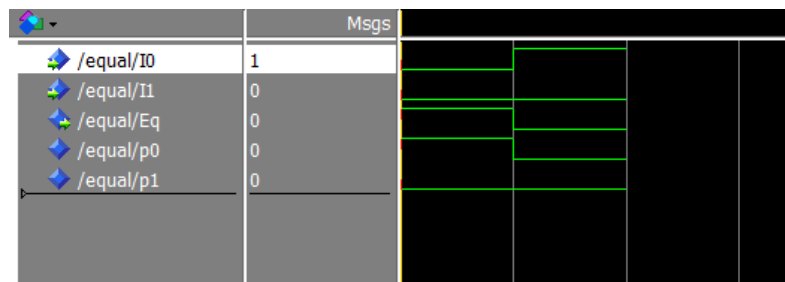 Msgs
/equal/I0 1
/equal/I1 0
/equal/Eq 0
/equal/p0 0
/equal/p1 0